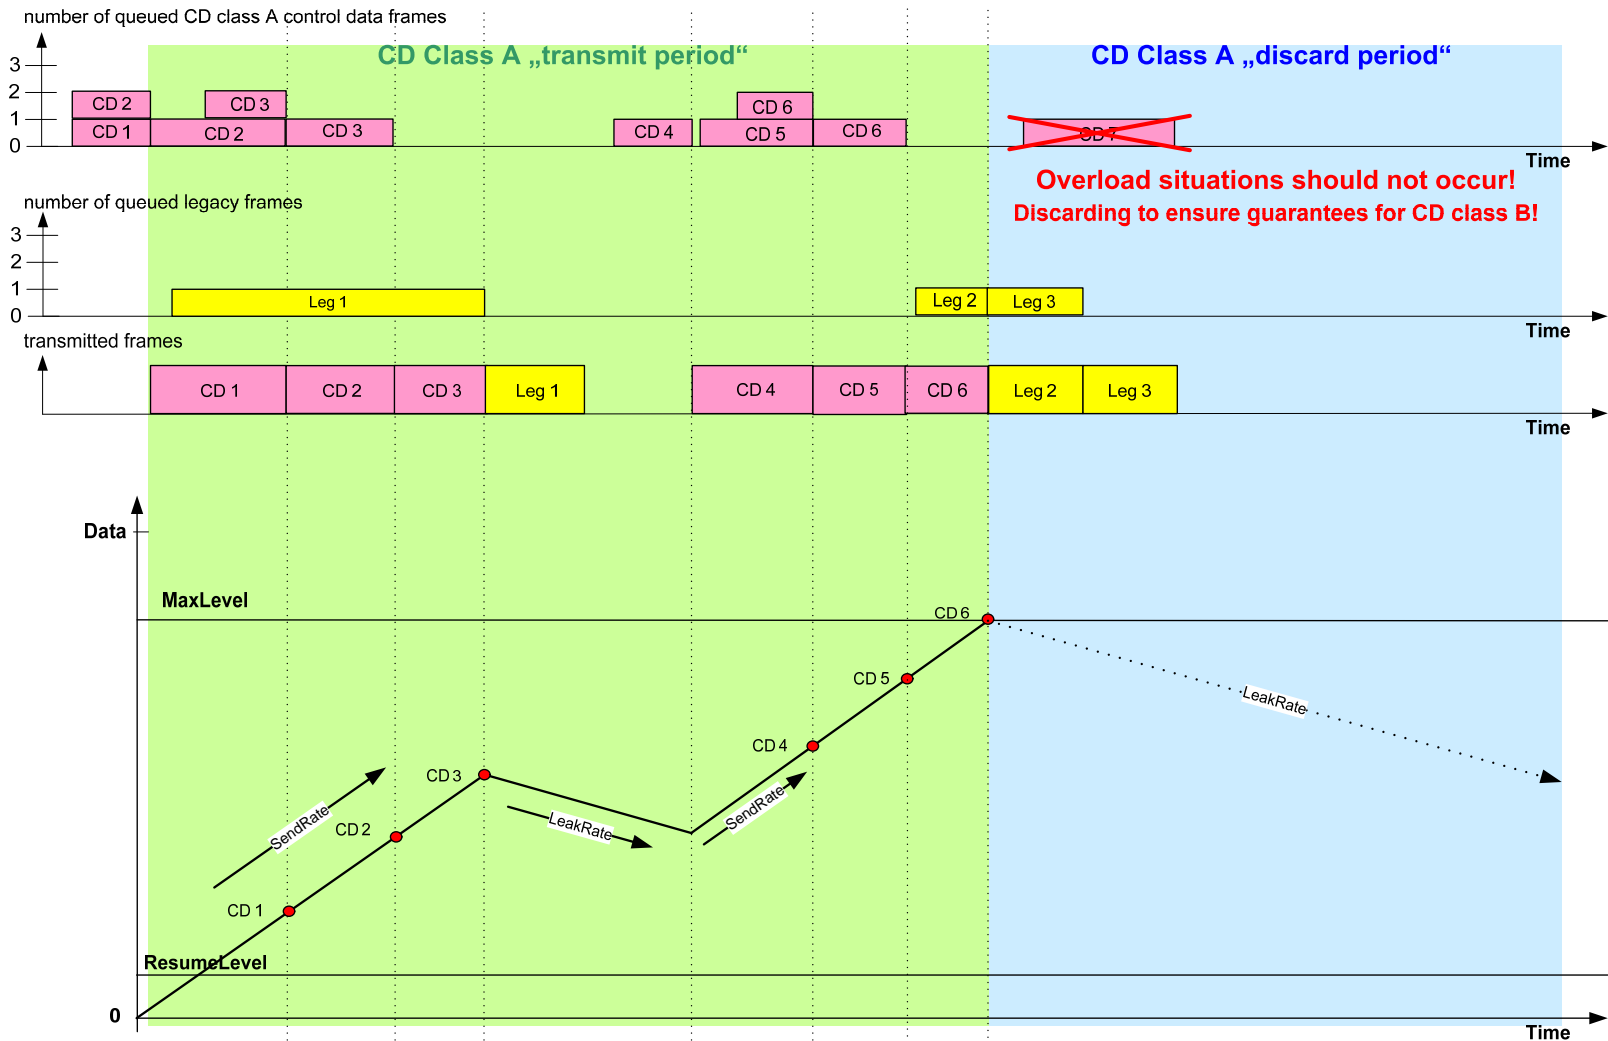 number of queued CD class A control data frames
CD Class A „transmit period“
CD Class A „discard period“
3
2
1
0
CD 2
CD 3
CD 1
CD 2
CD 3
CD 4
CD 6
CD 5
CD 6
CD 7
Time
Overload situations should not occur!
Discarding to ensure guarantees for CD class B!
number of queued legacy frames
3
2
1
0
Leg 1
Leg 2
Leg 3
Time
transmitted frames
CD 1
CD 2
CD 3
Leg 1
CD 4
CD 5
CD 6
Leg 2
Leg 3
Time
Data
MaxLevel
CD 6
CD 5
LeakRate
CD 4
CD 3
SendRate
SendRate
LeakRate
CD 2
CD 1
ResumeLevel
0
Time